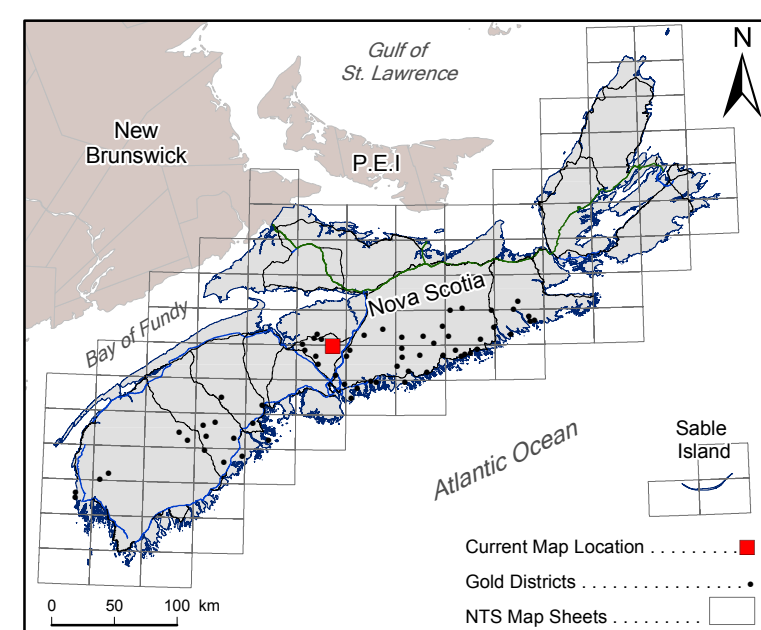 Gulf of
St. Lawrence
N
New
Brunswick
P.E.I
Nova Scotia
Bay of Fundy
Atlantic Ocean
Sable
Island
Current Map Location . . . . . . . . .
Gold Districts . . . . . . . . . . . . . . . .
NTS Map Sheets . . . . . . . . .
0 50 100 km